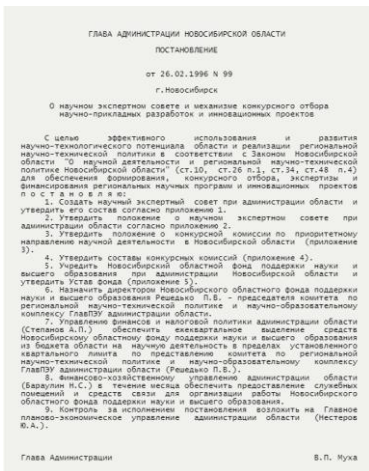 ГЛАВА АДМИНИСТРАЦИИ НОВОСИБИРСКОЙ ОБЛАСТИ
ПОСТАНОВЛЕНИЕ
от 26.02.1996 N 99
г.Новосибирск
О научном экспертном совете и механизме конкурсного отбора
научно-прикладных разработок и инновационных проектов
С целью эффективного использования и развития
научно-технологического потенциала области и реализации региональной
научно-технической политики в соответствии с Законом Новосибирской
области "О научной деятельности и региональной научно-технической
политике Новосибирской области" (ст.10, ст.26 п.1, ст.34, ст.48 п.4)
для обеспечения формирования, конкурсного отбора, экспертизы и
финансирования региональных научных программ и инновационных проектов
п о с т а н о в л я ю:
1. Создать научный экспертный совет при администрации области и
утвердить его состав согласно приложению 1.
2. Утвердить положение о научном экспертном совете при
администрации области согласно приложению 2.
3. Утвердить положение о конкурсной комиссии по приоритетному
направлению научной деятельности в Новосибирской области (приложение
3).
4. Утвердить составы конкурсных комиссий (приложение 4).
5. Учредить Новосибирский областной фонд поддержки науки и
высшего образования при администрации Новосибирской области и
утвердить Устав фонда (приложение 5).
6. Назначить директором Новосибирского областного фонда поддержки
науки и высшего образования Решедько П.В. - председателя комитета по
региональной научно-технической политике и научно-образовательному
комплексу ГлавПЭУ администрации области.
7. Управлению финансов и налоговой политики администрации области
(Степанов А.П.) обеспечить ежеквартальное выделение средств
Новосибирскому областному фонду поддержки науки и высшего образования
из бюджета области на научную деятельность в пределах установленного
квартального лимита по представлению комитета по региональной
научно-технической политике и научно-образовательному комплексу
ГлавПЭУ администрации области (Решедько П.В.).
8. Финансово-хозяйственному управлению администрации области
(Бараулин Н.С.) в течение месяца обеспечить предоставление служебных
помещений и средств связи для организации работы Новосибирского
областного фонда поддержки науки и высшего образования.
9. Контроль за исполнением постановления возложить на Главное
планово-экономическое управление администрации области (Нестеров
Ю.А.).
Глава Администрации В.П. Муха